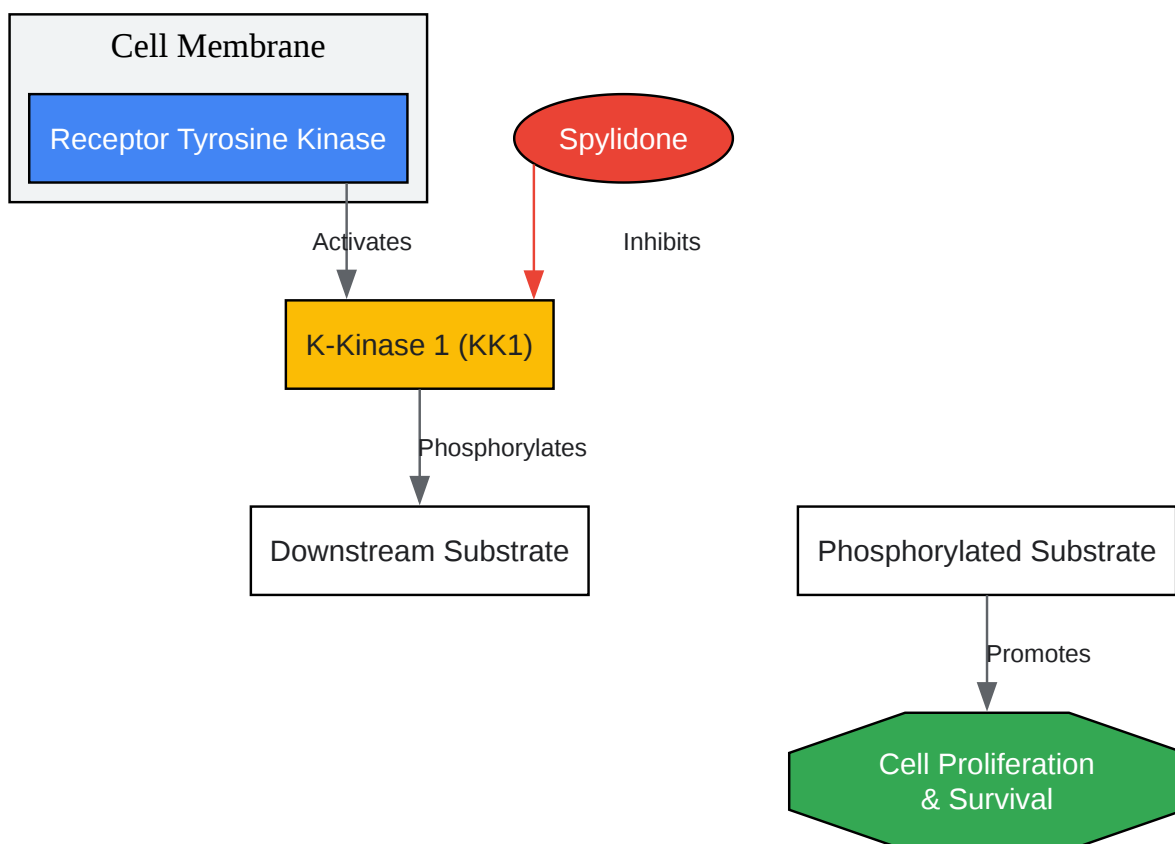 Cell Membrane
Receptor Tyrosine Kinase
Spylidone
Activates
Inhibits
K-Kinase 1 (KK1)
Phosphorylates
Downstream Substrate
Phosphorylated Substrate
Promotes
Cell Proliferation
& Survival